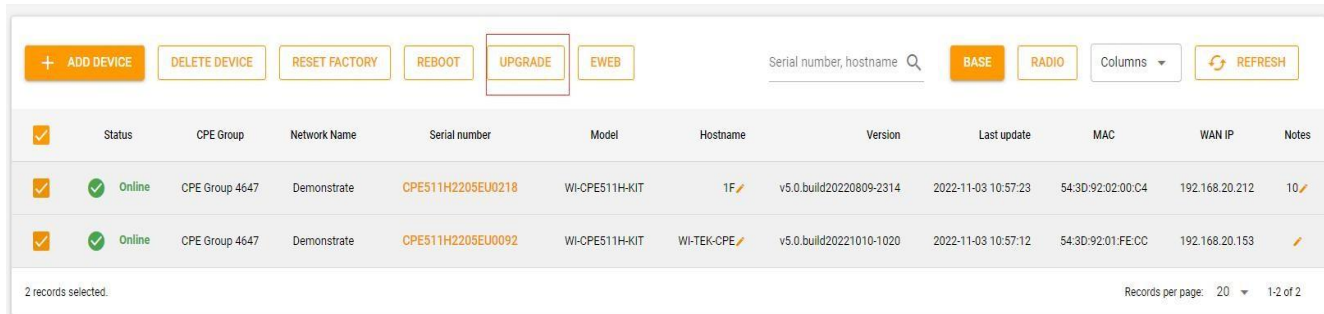 + ADD DEVICE DELETE DEVICE RESET FACTORY REBOOT UPGRADE EWEB Serial number, hostname BASE RADIO Columns REFRESH
Status CPE Group Network Name Serial number Model Hostname Version Last update MAC WAN IP Notes
Online CPE Group 4647 Demonstrate CPE511H2205EU0218 WI-CPE511H-KIT 1F v5.0.build20220809-2314 2022-11-03 10:57:23 54:3D:92:02:00:C4 192.168.20.212 10
Online CPE Group 4647 Demonstrate CPE511H2205EU0092 WI-CPE511H-KIT WI-TEK-CPE v5.0.build20221010-1020 2022-11-03 10:57:12 54:3D:92:01:FE:CC 192.168.20.153
2 records selected. Records per page: 20 1-2 of 2